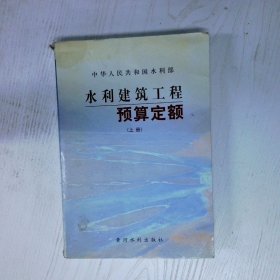 中华人民共和国水利部
水利建筑工程
预算定额
(上册)
黄河水利出版社